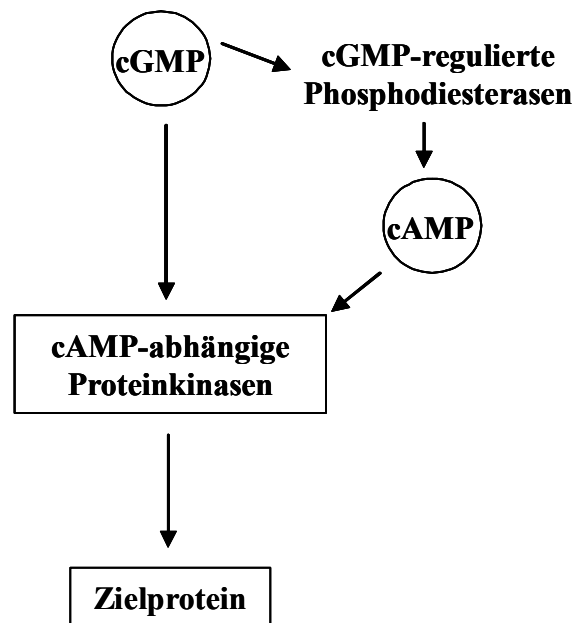 cGMP
cGMP-regulierte
Phosphodiesterasen
cAMP
cAMP-abhängige
Proteinkinasen
Zielprotein